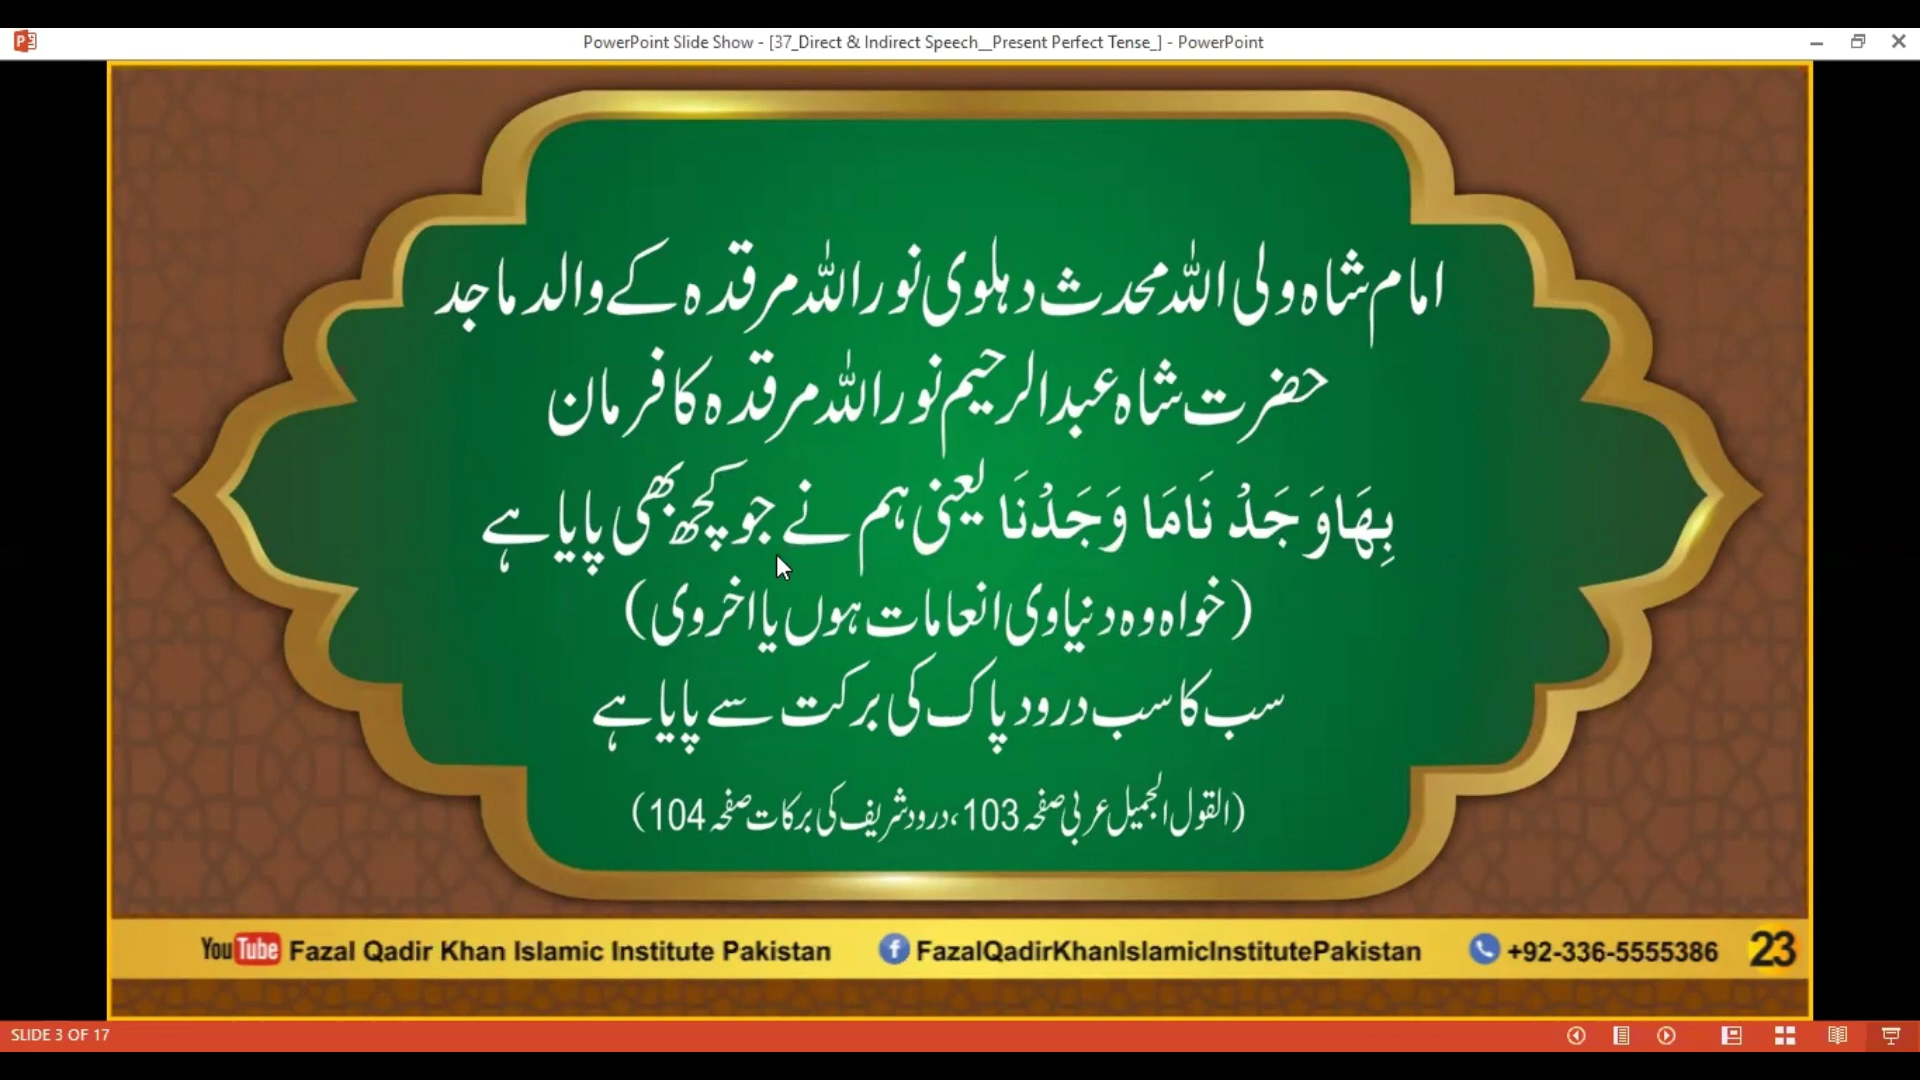 PowerPoint Slide Show - [37_Direct & Indirect Speech__Present Perfect Tense_] - PowerPoint
امام شاہ ولی اللہ محدث دہلوی نور اللہ مرقدہ کے والد ماجد
حضرت شاہ عبد الرحیم نور اللہ مرقدہ کا فرمان
بِھَاوَجَدْ نَامَا وَجَدْنَا یعنی ہم نے جو کچھ بھی پایا ہے
(خواہ وہ دنیاوی انعامات ہوں یا اخروی)
سب کا سب درود پاک کی برکت سے پایا ہے
(القول الجمیل عربی صفحہ 103، درود شریف کی برکات صفحہ 104)
YouTube Fazal Qadir Khan Islamic Institute Pakistan f FazalQadirKhanIslamicInstitutePakistan +92-336-5555386 23
SLIDE 3 OF 17